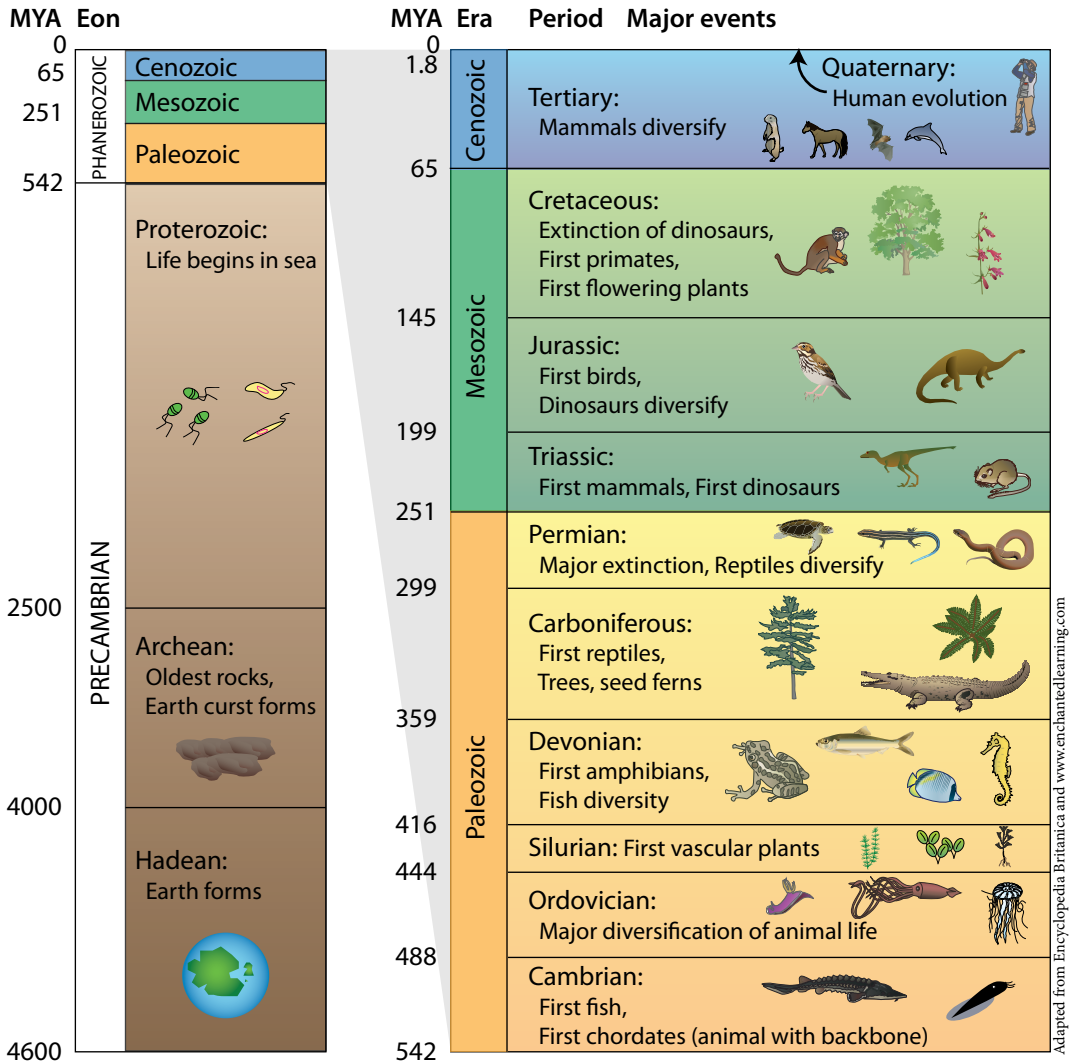 MYA Eon
0
65
251
542
2500
4000
4600
PHANEROZOIC
PRECAMBRIAN
Cenozoic
Mesozoic
Paleozoic
Proterozoic:
Life begins in sea
Archean:
Oldest rocks,
Earth curst forms
Hadean:
Earth forms
MYA Era Period Major events
0
1.8
65
145
199
251
299
359
416
444
488
542
Cenozoic
Mesozoic
Paleozoic
Quaternary:
Human evolution
Tertiary:
Mammals diversify
Cretaceous:
Extinction of dinosaurs,
First primates,
First flowering plants
Jurassic:
First birds,
Dinosaurs diversify
Triassic:
First mammals, First dinosaurs
Permian:
Major extinction, Reptiles diversify
Carboniferous:
First reptiles,
Trees, seed ferns
Devonian:
First amphibians,
Fish diversity
Silurian: First vascular plants
Ordovician:
Major diversification of animal life
Cambrian:
First fish,
First chordates (animal with backbone)
Adapted from Encyclopedia Britanica and www.enchantedlearning.com